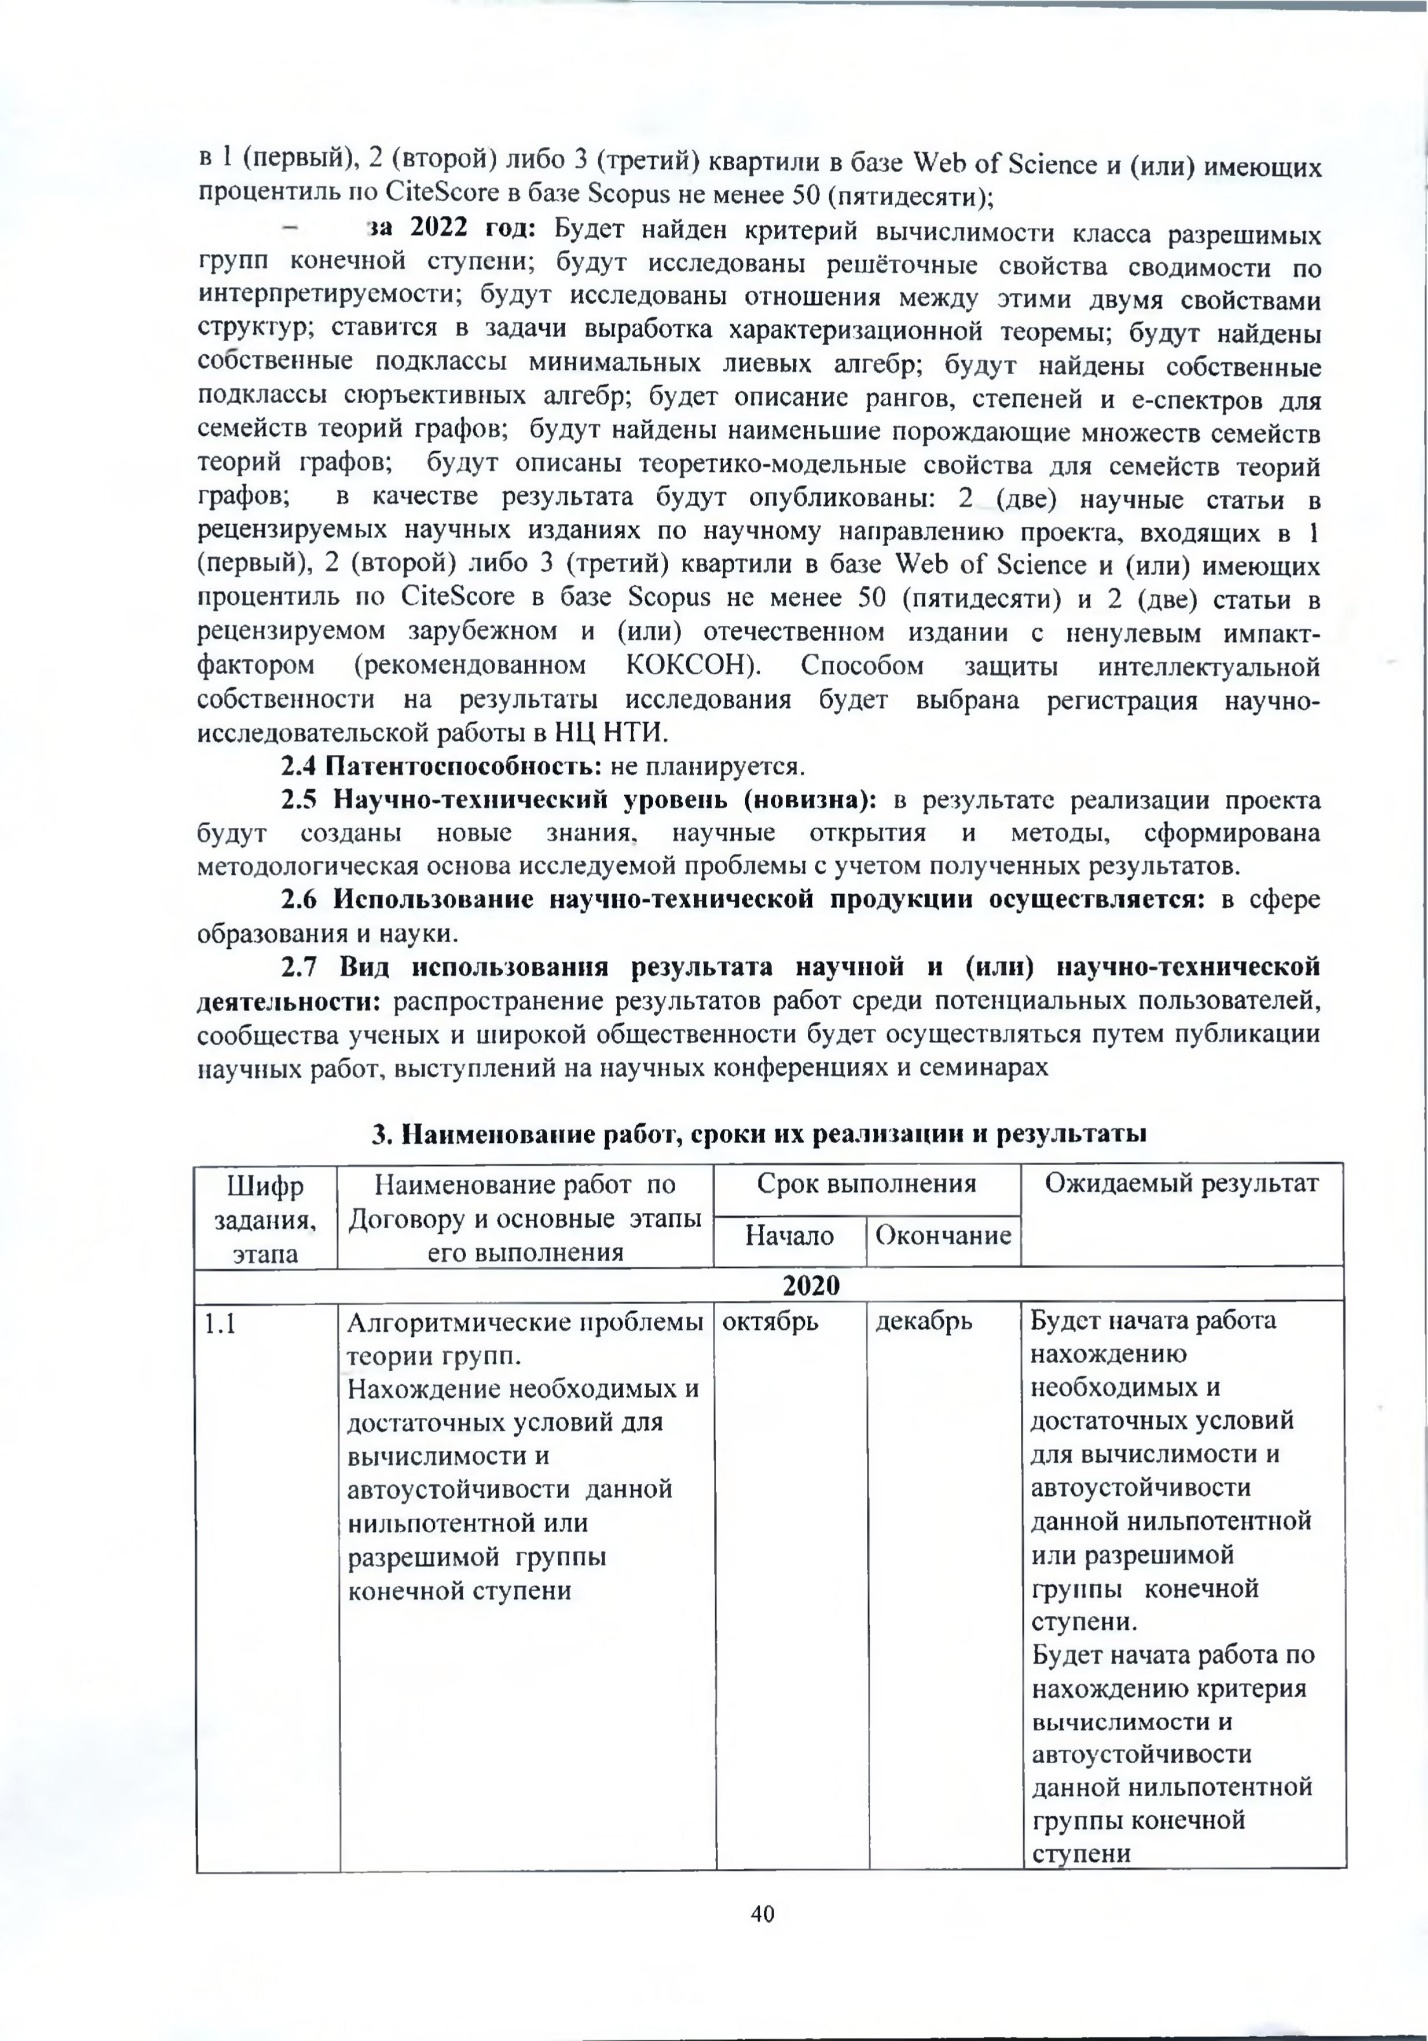 в 1 (первый), 2 (второй) либо 3 (третий) квартили в базе Web of Science и (или) имеющих
процентиль по CiteScore в базе Scopus не менее 50 (пятидесяти);
– за 2022 год: Будет найден критерий вычислимости класса разрешимых
групп конечной ступени; будут исследованы решёточные свойства сводимости по
интерпретируемости; будут исследованы отношения между этими двумя свойствами
структур; ставится в задачи выработка характеризационной теоремы; будут найдены
собственные подклассы минимальных лиевых алгебр; будут найдены собственные
подклассы сюръективных алгебр; будет описание рангов, степеней и е-спектров для
семейств теорий графов; будут найдены наименьшие порождающие множеств семейств
теорий графов; будут описаны теоретико-модельные свойства для семейств теорий
графов; в качестве результата будут опубликованы: 2 (две) научные статьи в
рецензируемых научных изданиях по научному направлению проекта, входящих в 1
(первый), 2 (второй) либо 3 (третий) квартили в базе Web of Science и (или) имеющих
процентиль по CiteScore в базе Scopus не менее 50 (пятидесяти) и 2 (две) статьи в
рецензируемом зарубежном и (или) отечественном издании с ненулевым импакт-
фактором (рекомендованном КОКСОН). Способом защиты интеллектуальной
собственности на результаты исследования будет выбрана регистрация научно-
исследовательской работы в НЦ НТИ.
2.4 Патентоспособность: не планируется.
2.5 Научно-технический уровень (новизна): в результате реализации проекта
будут созданы новые знания, научные открытия и методы, сформирована
методологическая основа исследуемой проблемы с учетом полученных результатов.
2.6 Использование научно-технической продукции осуществляется: в сфере
образования и науки.
2.7 Вид использования результата научной и (или) научно-технической
деятельности: распространение результатов работ среди потенциальных пользователей,
сообщества ученых и широкой общественности будет осуществляться путем публикации
научных работ, выступлений на научных конференциях и семинарах
3. Наименование работ, сроки их реализации и результаты
Шифр
задания,
этапа
Наименование работ по
Договору и основные этапы
его выполнения
Срок выполнения
Начало
Окончание
Ожидаемый результат
2020
1.1
Алгоритмические проблемы
теории групп.
Нахождение необходимых и
достаточных условий для
вычислимости и
автоустойчивости данной
нильпотентной или
разрешимой группы
конечной ступени
октябрь
декабрь
Будет начата работа
нахождению
необходимых и
достаточных условий
для вычислимости и
автоустойчивости
данной нильпотентной
или разрешимой
группы конечной
ступени.
Будет начата работа по
нахождению критерия
вычислимости и
автоустойчивости
данной нильпотентной
группы конечной
ступени
40